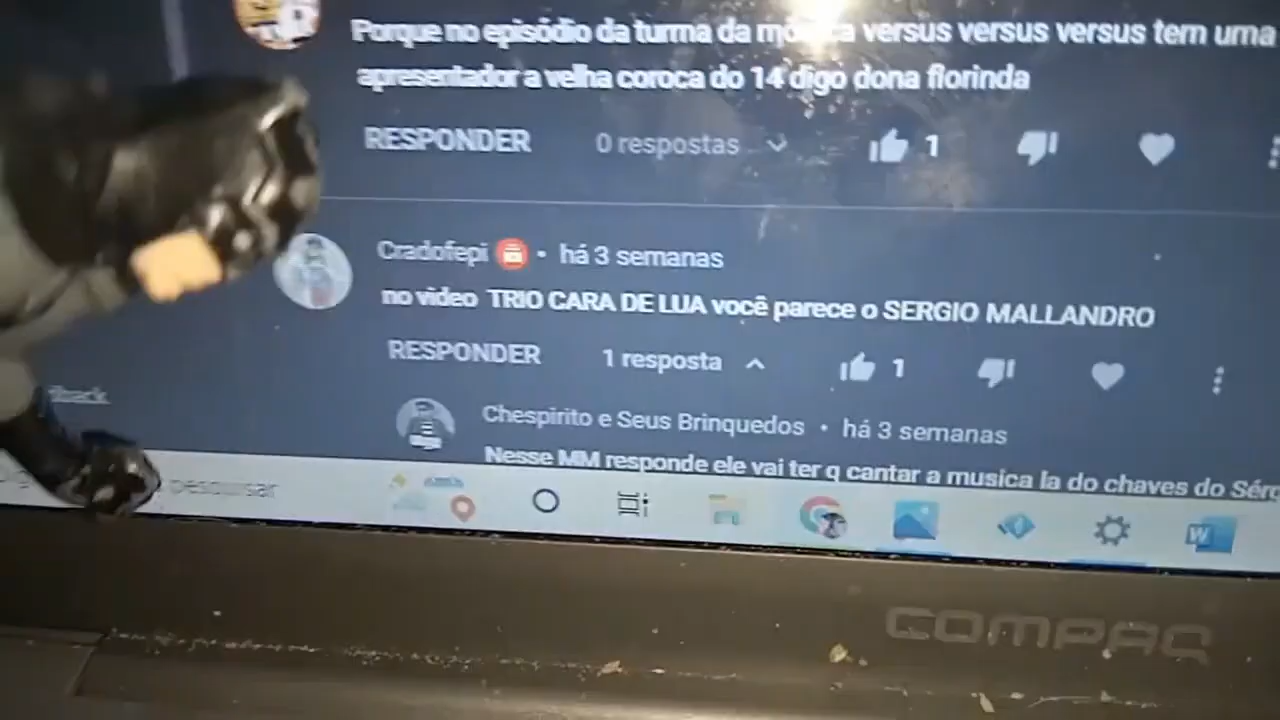 Porque no episódio da turma da mônica versus versus versus tem uma
apresentador a velha coroca do 14 digo dona florinda
RESPONDER 0 respostas 1
Cradofepi • há 3 semanas
no video TRIO CARA DE LUA você parece o SERGIO MALLANDRO
RESPONDER 1 resposta 1
Chespirito e Seus Brinquedos • há 3 semanas
Nesse MM responde ele vai ter q cantar a musica la do chaves do
pesquisar
COMPAQ